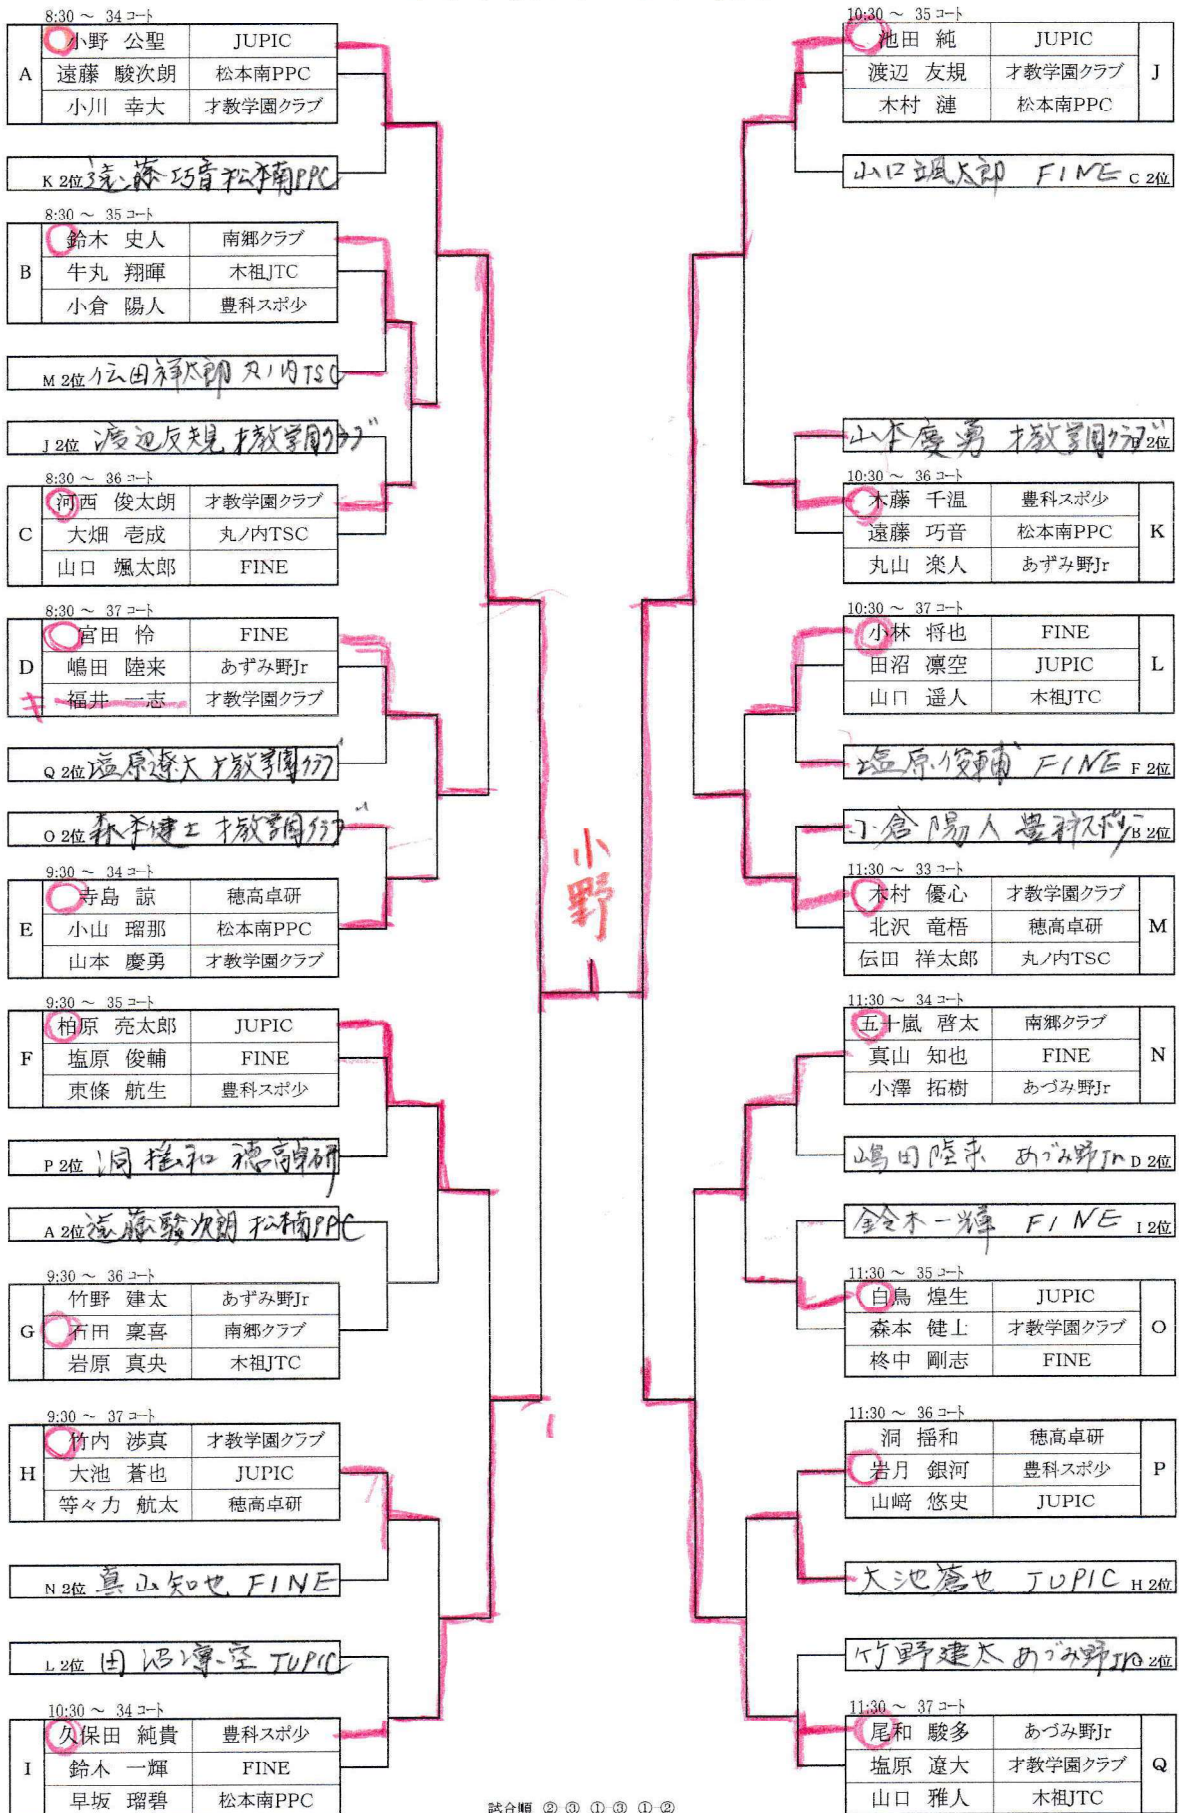 8:30 ～ 34コート
A
小野 公聖 JUPIC
遠藤 駿次朗 松本南PPC
小川 幸大 才教学園クラブ
K 2位 遠藤巧音 松本南PPC
8:30 ～ 35コート
B
鈴木 史人 南郷クラブ
牛丸 翔暉 木祖JTC
小倉 陽人 豊科スポ少
M 2位 伝田祥太郎 丸ノ内TSC
J 2位 渡辺友規 才教学園クラブ
8:30 ～ 36コート
C
河西 俊太朗 才教学園クラブ
大畑 壱成 丸ノ内TSC
山口 颯太郎 FINE
8:30 ～ 37コート
D
宮田 怜 FINE
嶋田 陸来 あずみ野Jr
キ 福井 一志 才教学園クラブ
Q 2位 塩原遼大 才教学園クラブ
O 2位 森本健士 才教学園クラブ
9:30 ～ 34コート
E
寺島 諒 穂高卓研
小山 瑠那 松本南PPC
山本 慶勇 才教学園クラブ
9:30 ～ 35コート
F
柏原 亮太郎 JUPIC
塩原 俊輔 FINE
東條 航生 豊科スポ少
P 2位 洞 揺和 穂高卓研
A 2位 遠藤駿次朗 松本南PPC
9:30 ～ 36コート
G
竹野 建太 あずみ野Jr
石田 稟喜 南郷クラブ
岩原 真央 木祖JTC
9:30 ～ 37コート
H
竹内 渉真 才教学園クラブ
大池 蒼也 JUPIC
等々力 航太 穂高卓研
N 2位 真山知也 FINE
L 2位 田沼凛空 JUPIC
10:30 ～ 34コート
I
久保田 純貴 豊科スポ少
鈴木 一輝 FINE
早坂 瑠碧 松本南PPC
小野
試合順 ②-③ ①-③ ①-②
10:30 ～ 35コート
池田 純 JUPIC
渡辺 友規 才教学園クラブ
木村 漣 松本南PPC
J
山口颯太郎 FINE C 2位
山本慶勇 才教学園クラブ 2位
10:30 ～ 36コート
木藤 千温 豊科スポ少
遠藤 巧音 松本南PPC
丸山 楽人 あずみ野Jr
K
10:30 ～ 37コート
小林 将也 FINE
田沼 凛空 JUPIC
山口 遥人 木祖JTC
L
塩原俊輔 FINE F 2位
小倉陽人 豊科スポ少 B 2位
11:30 ～ 33コート
木村 優心 才教学園クラブ
北沢 竜梧 穂高卓研
伝田 祥太郎 丸ノ内TSC
M
11:30 ～ 34コート
五十嵐 啓太 南郷クラブ
真山 知也 FINE
小澤 拓樹 あづみ野Jr
N
嶋田陸来 あづみ野Jr D 2位
鈴木一輝 FINE I 2位
11:30 ～ 35コート
白鳥 煌生 JUPIC
森本 健士 才教学園クラブ
柊中 剛志 FINE
O
11:30 ～ 36コート
洞 揺和 穂高卓研
岩月 銀河 豊科スポ少
山﨑 悠史 JUPIC
P
大池蒼也 JUPIC H 2位
竹野建太 あづみ野Jr 2位
11:30 ～ 37コート
尾和 駿多 あづみ野Jr
塩原 遼大 才教学園クラブ
山口 雅人 木祖JTC
Q